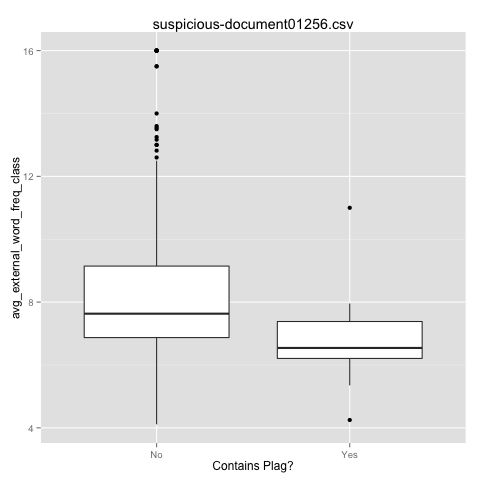 suspicious-document01256.csv
avg_external_word_freq_class
16
12
8
4
No
Yes
Contains Plag?